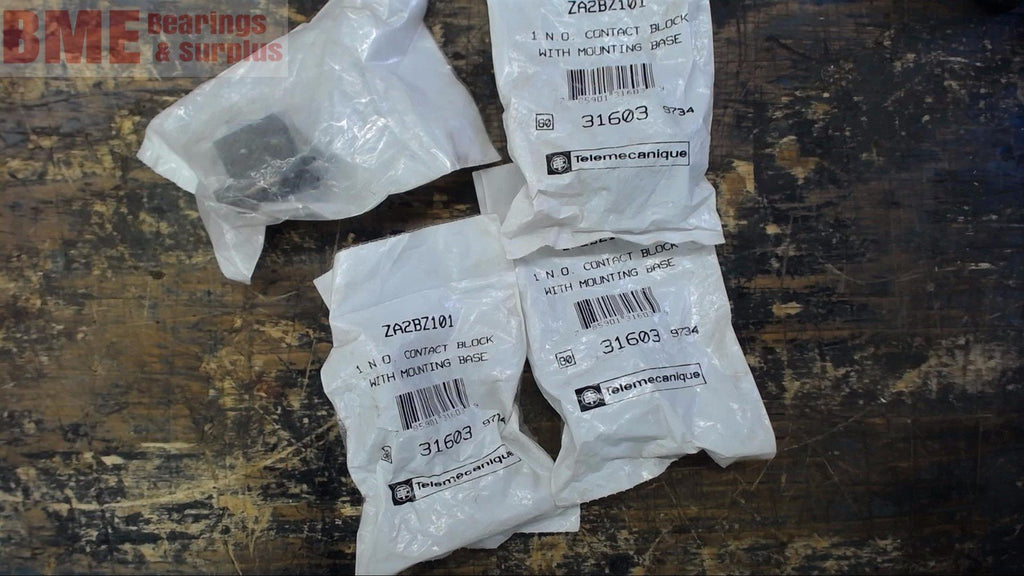 BME Bearings
& Surplus
ZA2BZ101
1 N.O. CONTACT BLOCK
WITH MOUNTING BASE
31603 9734
Telemecanique
1 N.O. CONTACT BLOCK
WITH MOUNTING BASE
31603 9734
Telemecanique
ZA2BZ101
1 N.O. CONTACT BLOCK
WITH MOUNTING BASE
31603
Telemecanique